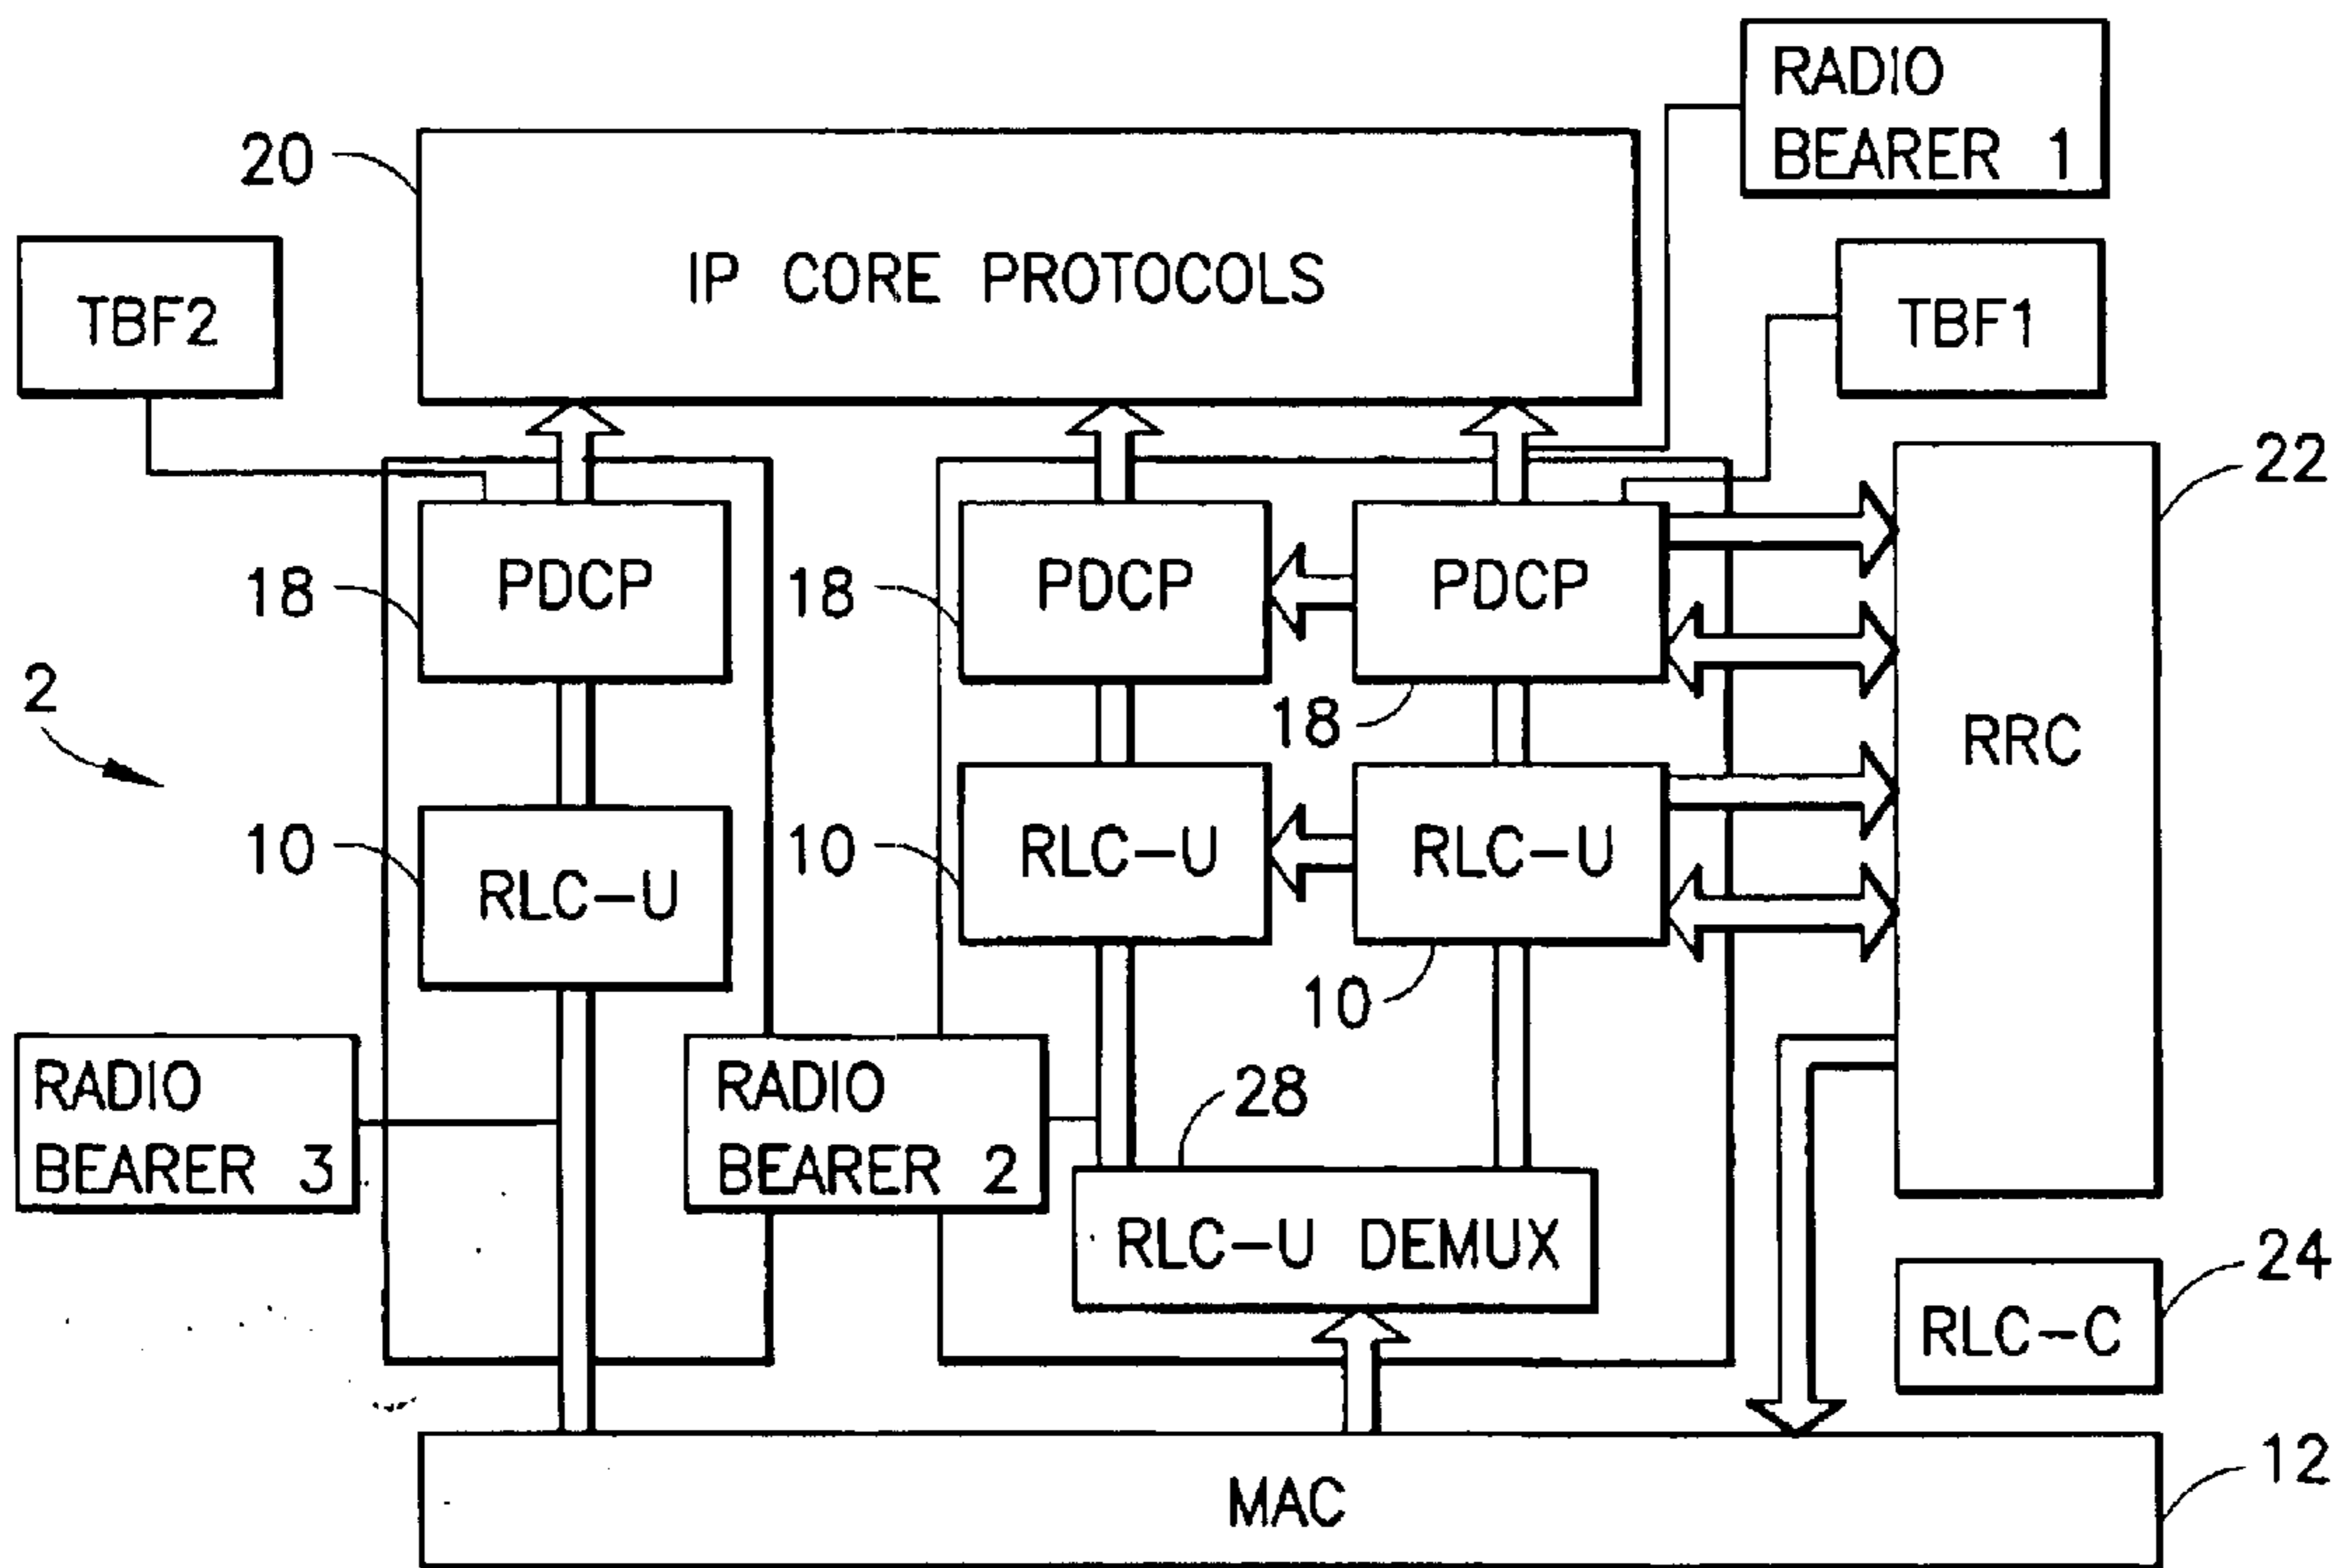 RADIO
BEARER 1
20
IP CORE PROTOCOLS
TBF2
TBF1
22
PDCP
PDCP
PDCP
18
18
18
2
RRC
RLC-U
RLC-U
RLC-U
10
10
10
RADIO
BEARER 3
RADIO
BEARER 2
28
RLC-U DEMUX
24
RLC-C
12
MAC